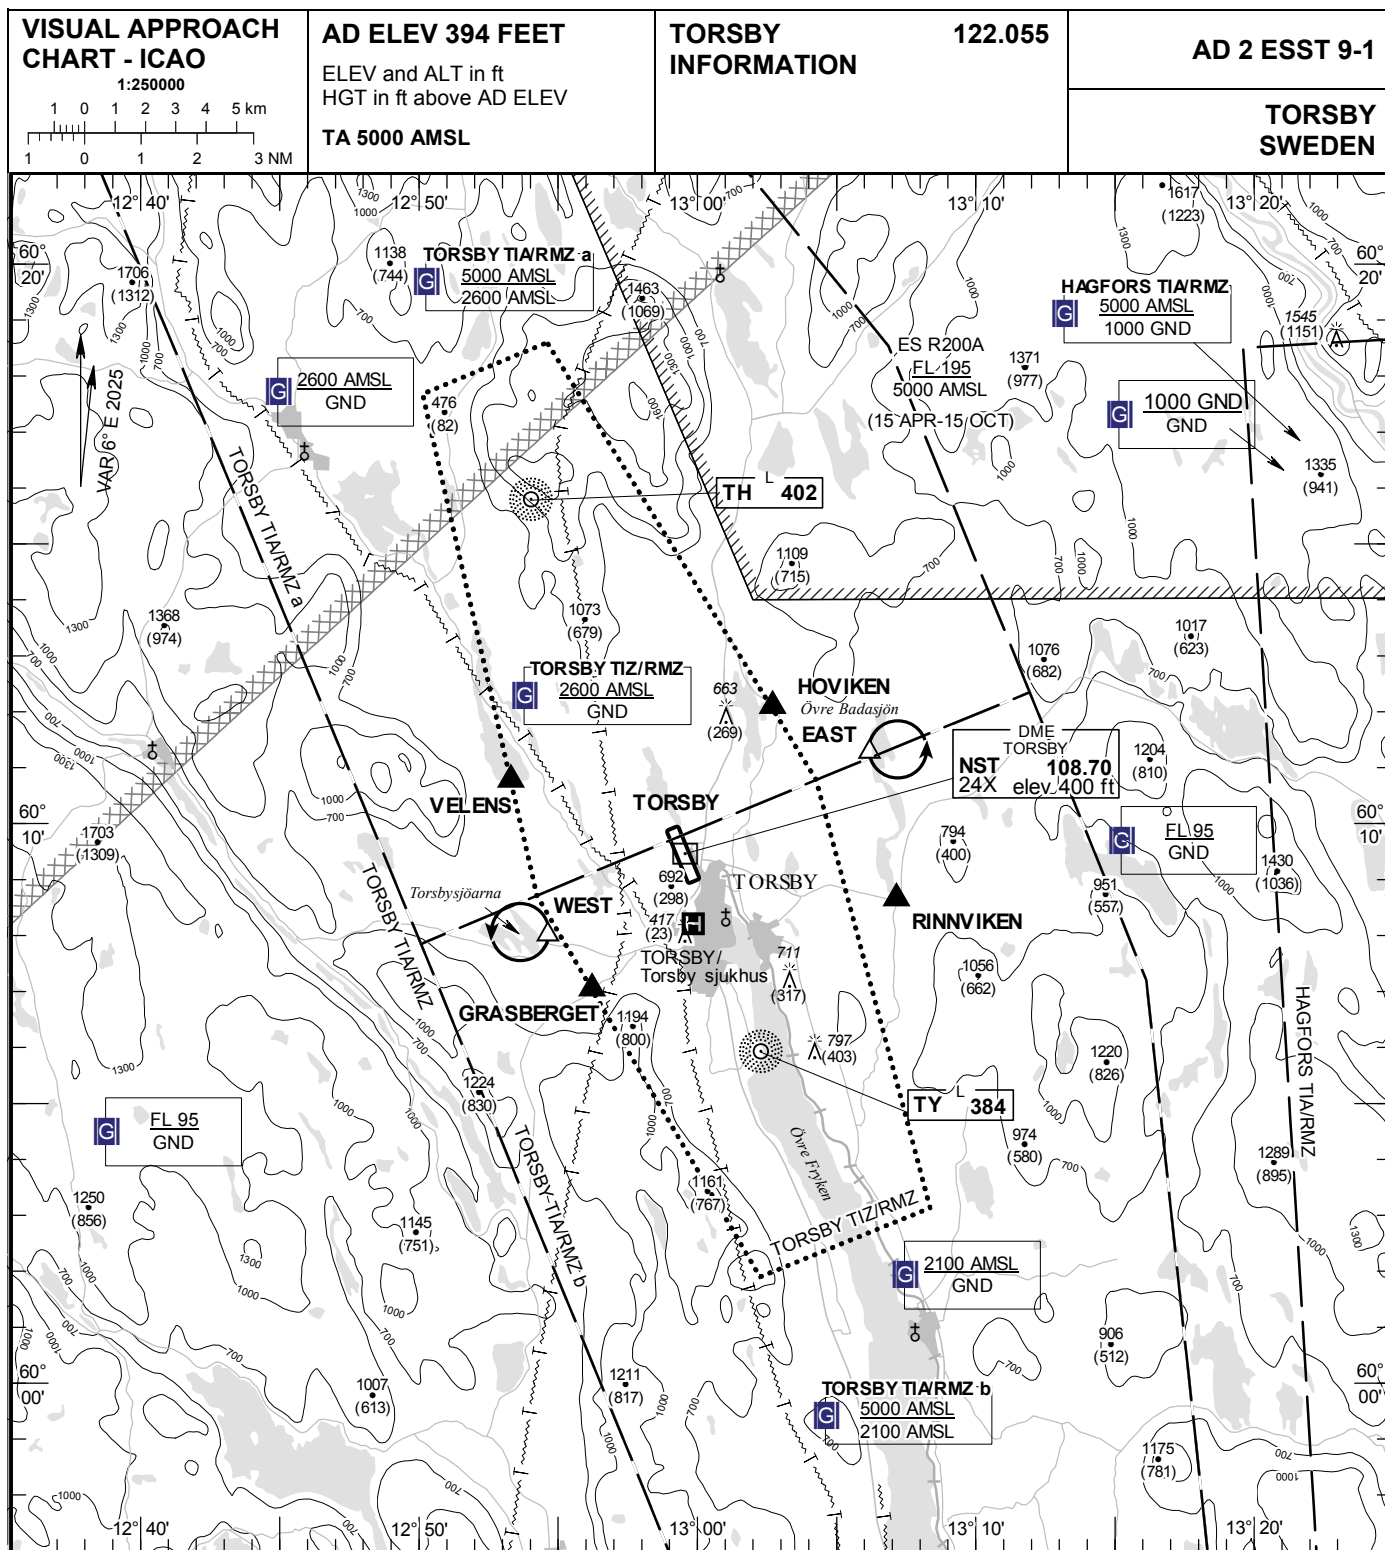 VISUAL APPROACH
CHART - ICAO
1:250000
1 0 1 2 3 4 5 km
1 0 1 2 3 NM
AD ELEV 394 FEET
ELEV and ALT in ft
HGT in ft above AD ELEV
TA 5000 AMSL
TORSBY 122.055
INFORMATION
AD 2 ESST 9-1
TORSBY
SWEDEN
12°40'
12°50'
13°00'
13°10'
13°20'
60°
20'
60°
20'
1617
(1223)
1138
(744)
1706
(1312)
TORSBY TIA/RMZ a
G
5000 AMSL
2600 AMSL
1463
(1069)
HAGFORS TIA/RMZ
G
5000 AMSL
1000 GND
1545
(1151)
ES R200A
FL 195
5000 AMSL
(15 APR-15 OCT)
1371
(977)
G
2600 AMSL
GND
G
1000 GND
GND
VAR 6° E 2025
476
(82)
TORSBY TIA/RMZ a
1335
(941)
TH L 402
1109
(715)
1368
(974)
1073
(679)
1017
(623)
1076
(682)
TORSBY TIZ/RMZ
G
2600 AMSL
GND
663
(269)
HOVIKEN
Övre Badasjön
EAST
DME
TORSBY
NST 108.70
24X elev 400 ft
1204
(810)
VELENS
TORSBY
60°
10'
60°
10'
1703
(1309)
794
(400)
G
FL 95
GND
1430
(1036)
951
(557)
692
(298)
TORSBY
Torsbysjöarna
WEST
RINNVIKEN
417
(23)
H
TORSBY/
Torsby sjukhus
711
(317)
TORSBY TIA/RMZ
1056
(662)
GRASBERGET
1194
(800)
797
(403)
HAGFORS TIA/RMZ
1220
(826)
1224
(830)
TY L 384
G
FL 95
GND
974
(580)
Övre Fryken
1289
(895)
TORSBY-TIA/RMZ b
1161
(767)
1250
(856)
1145
(751)
TORSBY TIZ/RMZ
G
2100 AMSL
GND
906
(512)
60°
00'
60°
00'
1007
(613)
1211
(817)
TORSBY TIA/RMZ b
G
5000 AMSL
2100 AMSL
1175
(781)
12°40'
12°50'
13°00'
13°10'
13°20'